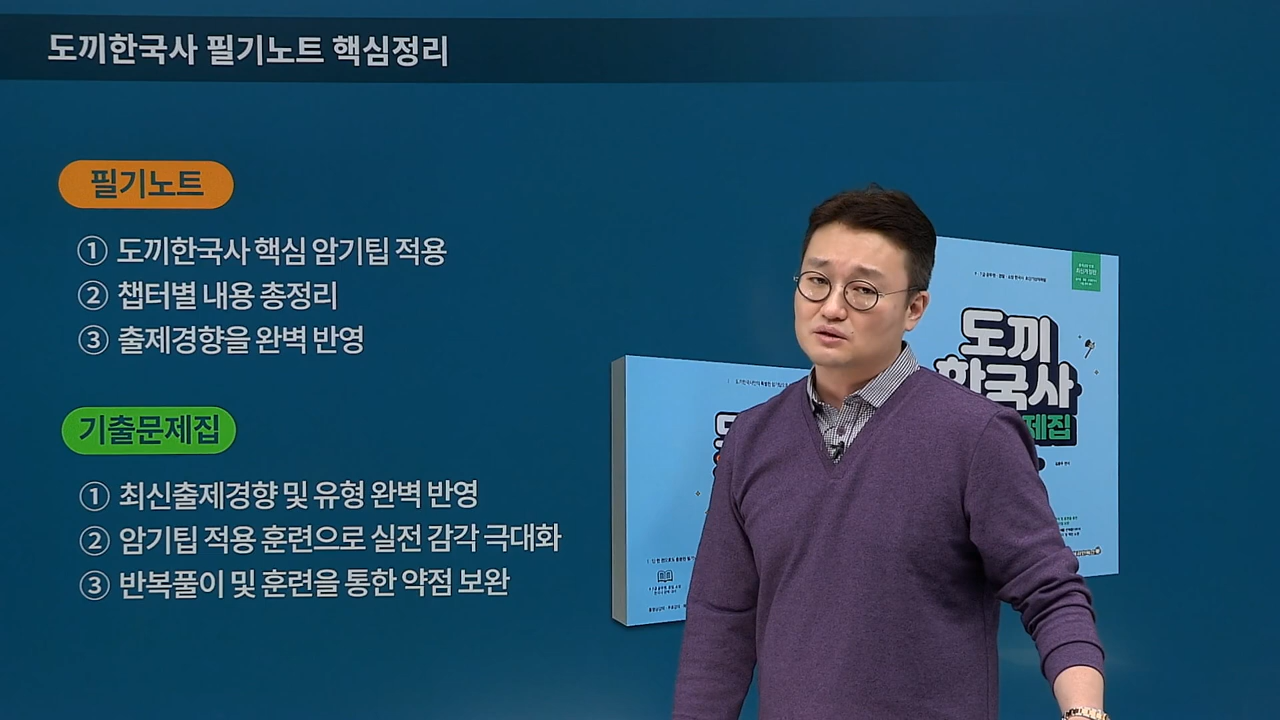 도끼한국사 필기노트 핵심정리
필기노트
① 도끼한국사 핵심 암기팁 적용
② 챕터별 내용 총정리
③ 출제경향을 완벽 반영
기출문제집
① 최신출제경향 및 유형 완벽 반영
② 암기팁 적용 훈련으로 실전 감각 극대화
③ 반복풀이 및 훈련을 통한 약점 보완
최신개정판
도끼
한국사
제집